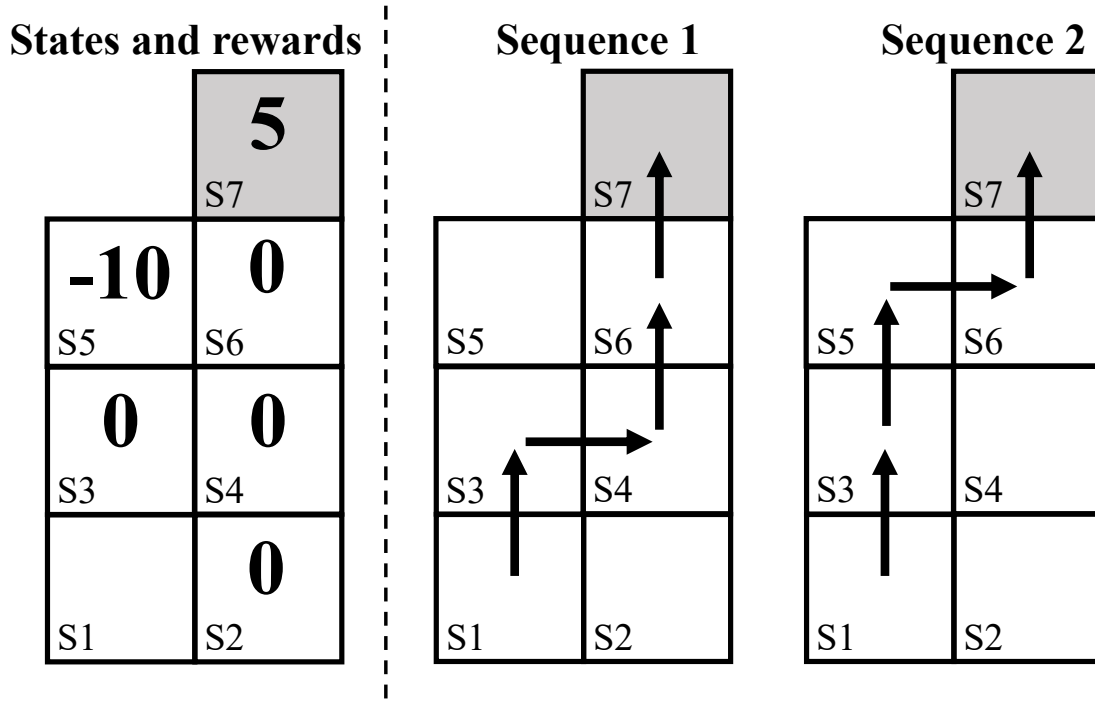 States and rewards
5
S7
-10 0
S5 S6
0 0
S3 S4
0
S1 S2
Sequence 1
S7
S5 S6
S3 S4
S1 S2
Sequence 2
S7
S5 S6
S3 S4
S1 S2